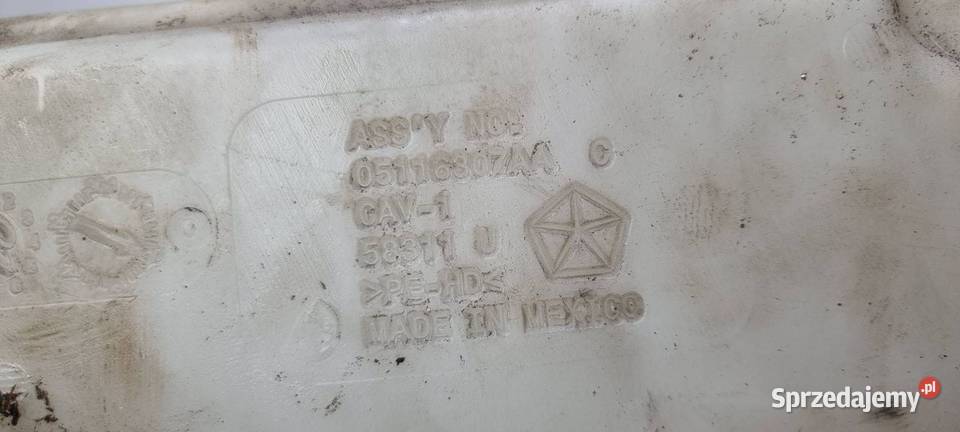 ASS'Y NO:
05116307AA C
CAV-1
58311 U
>PE-HD<
MADE IN MEXICO
Sprzedajemy.pl